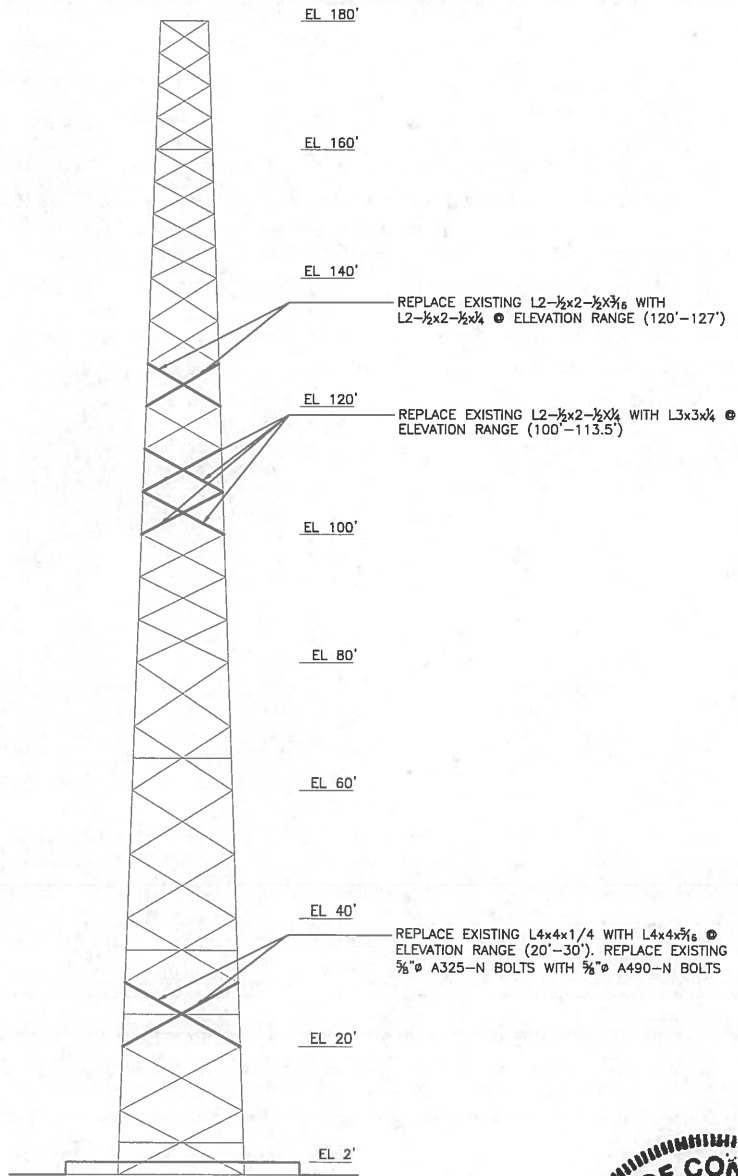 EL 180'
EL 160'
EL 140'
REPLACE EXISTING L2-½x2-½X3⁄16 WITH
L2-½x2-½x¼ @ ELEVATION RANGE (120'-127')
EL 120'
REPLACE EXISTING L2-½x2-½X¼ WITH L3x3x¼ @
ELEVATION RANGE (100'-113.5')
EL 100'
EL 80'
EL 60'
EL 40'
REPLACE EXISTING L4x4x1/4 WITH L4x4x5⁄16 @
ELEVATION RANGE (20'-30'). REPLACE EXISTING
⅝"ø A325-N BOLTS WITH ⅝"ø A490-N BOLTS
EL 20'
EL 2'